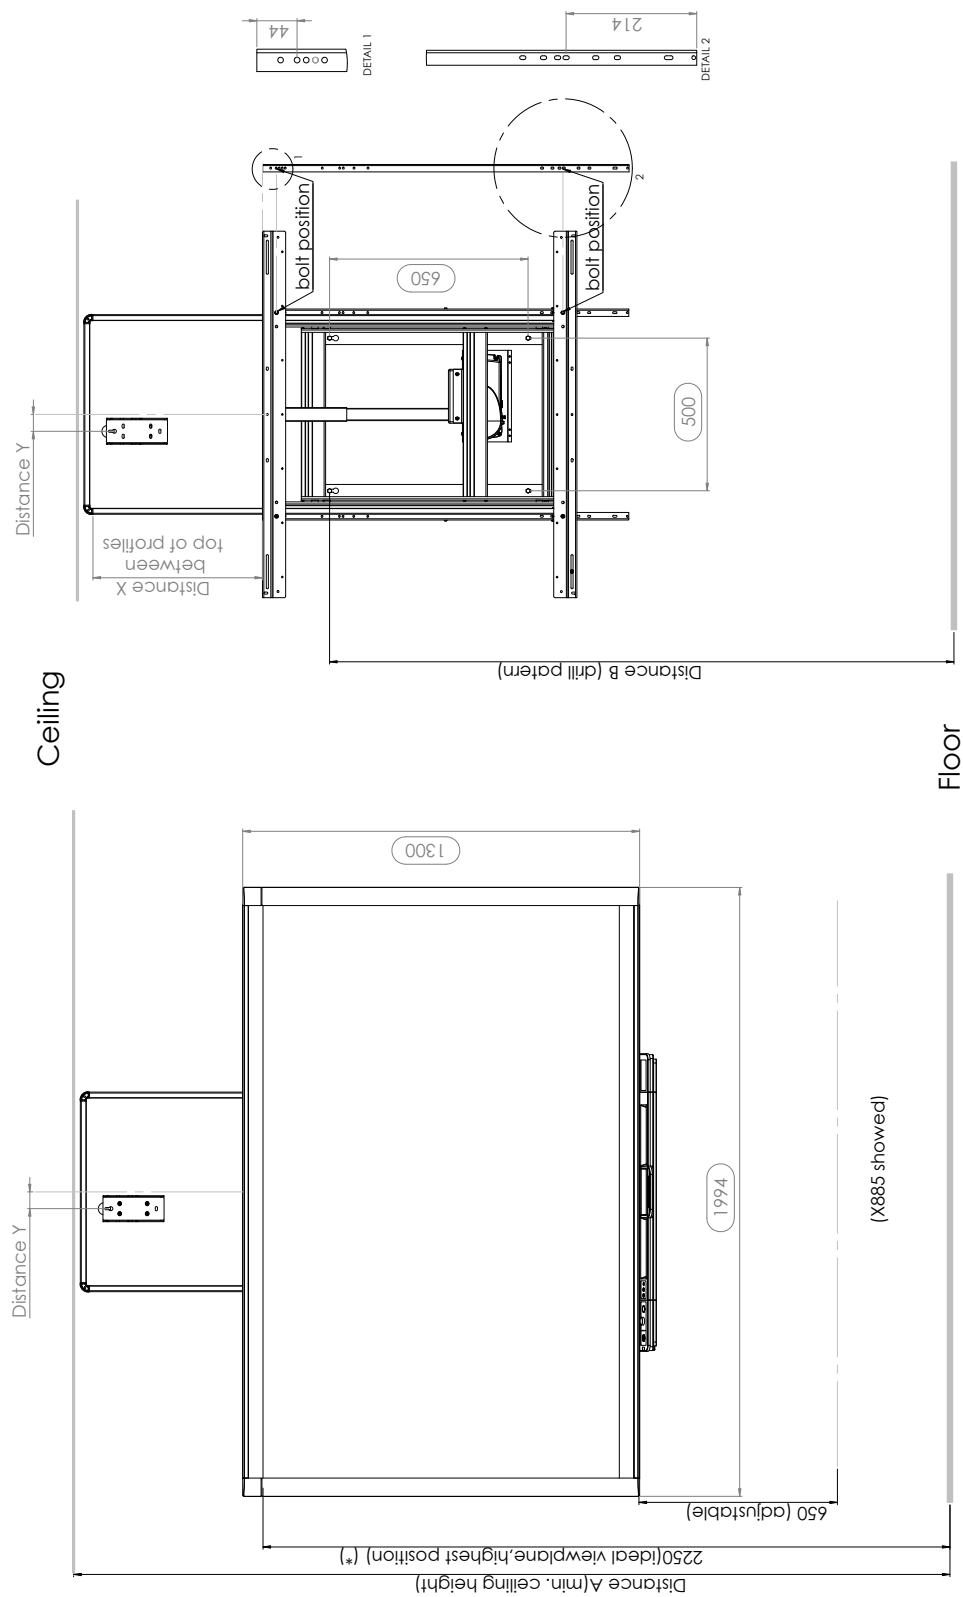 44
DETAIL 1
214
DETAIL 2
1
2
bolt position
bolt position
650
500
Distance Y
Distance X
between
top of profiles
Distance B (drill patern)
Ceiling
Floor
1300
1994
Distance Y
(X885 showed)
650 (adjustable)
2250(ideal viewplane,highest position) (*)
Distance A(min. ceiling height)